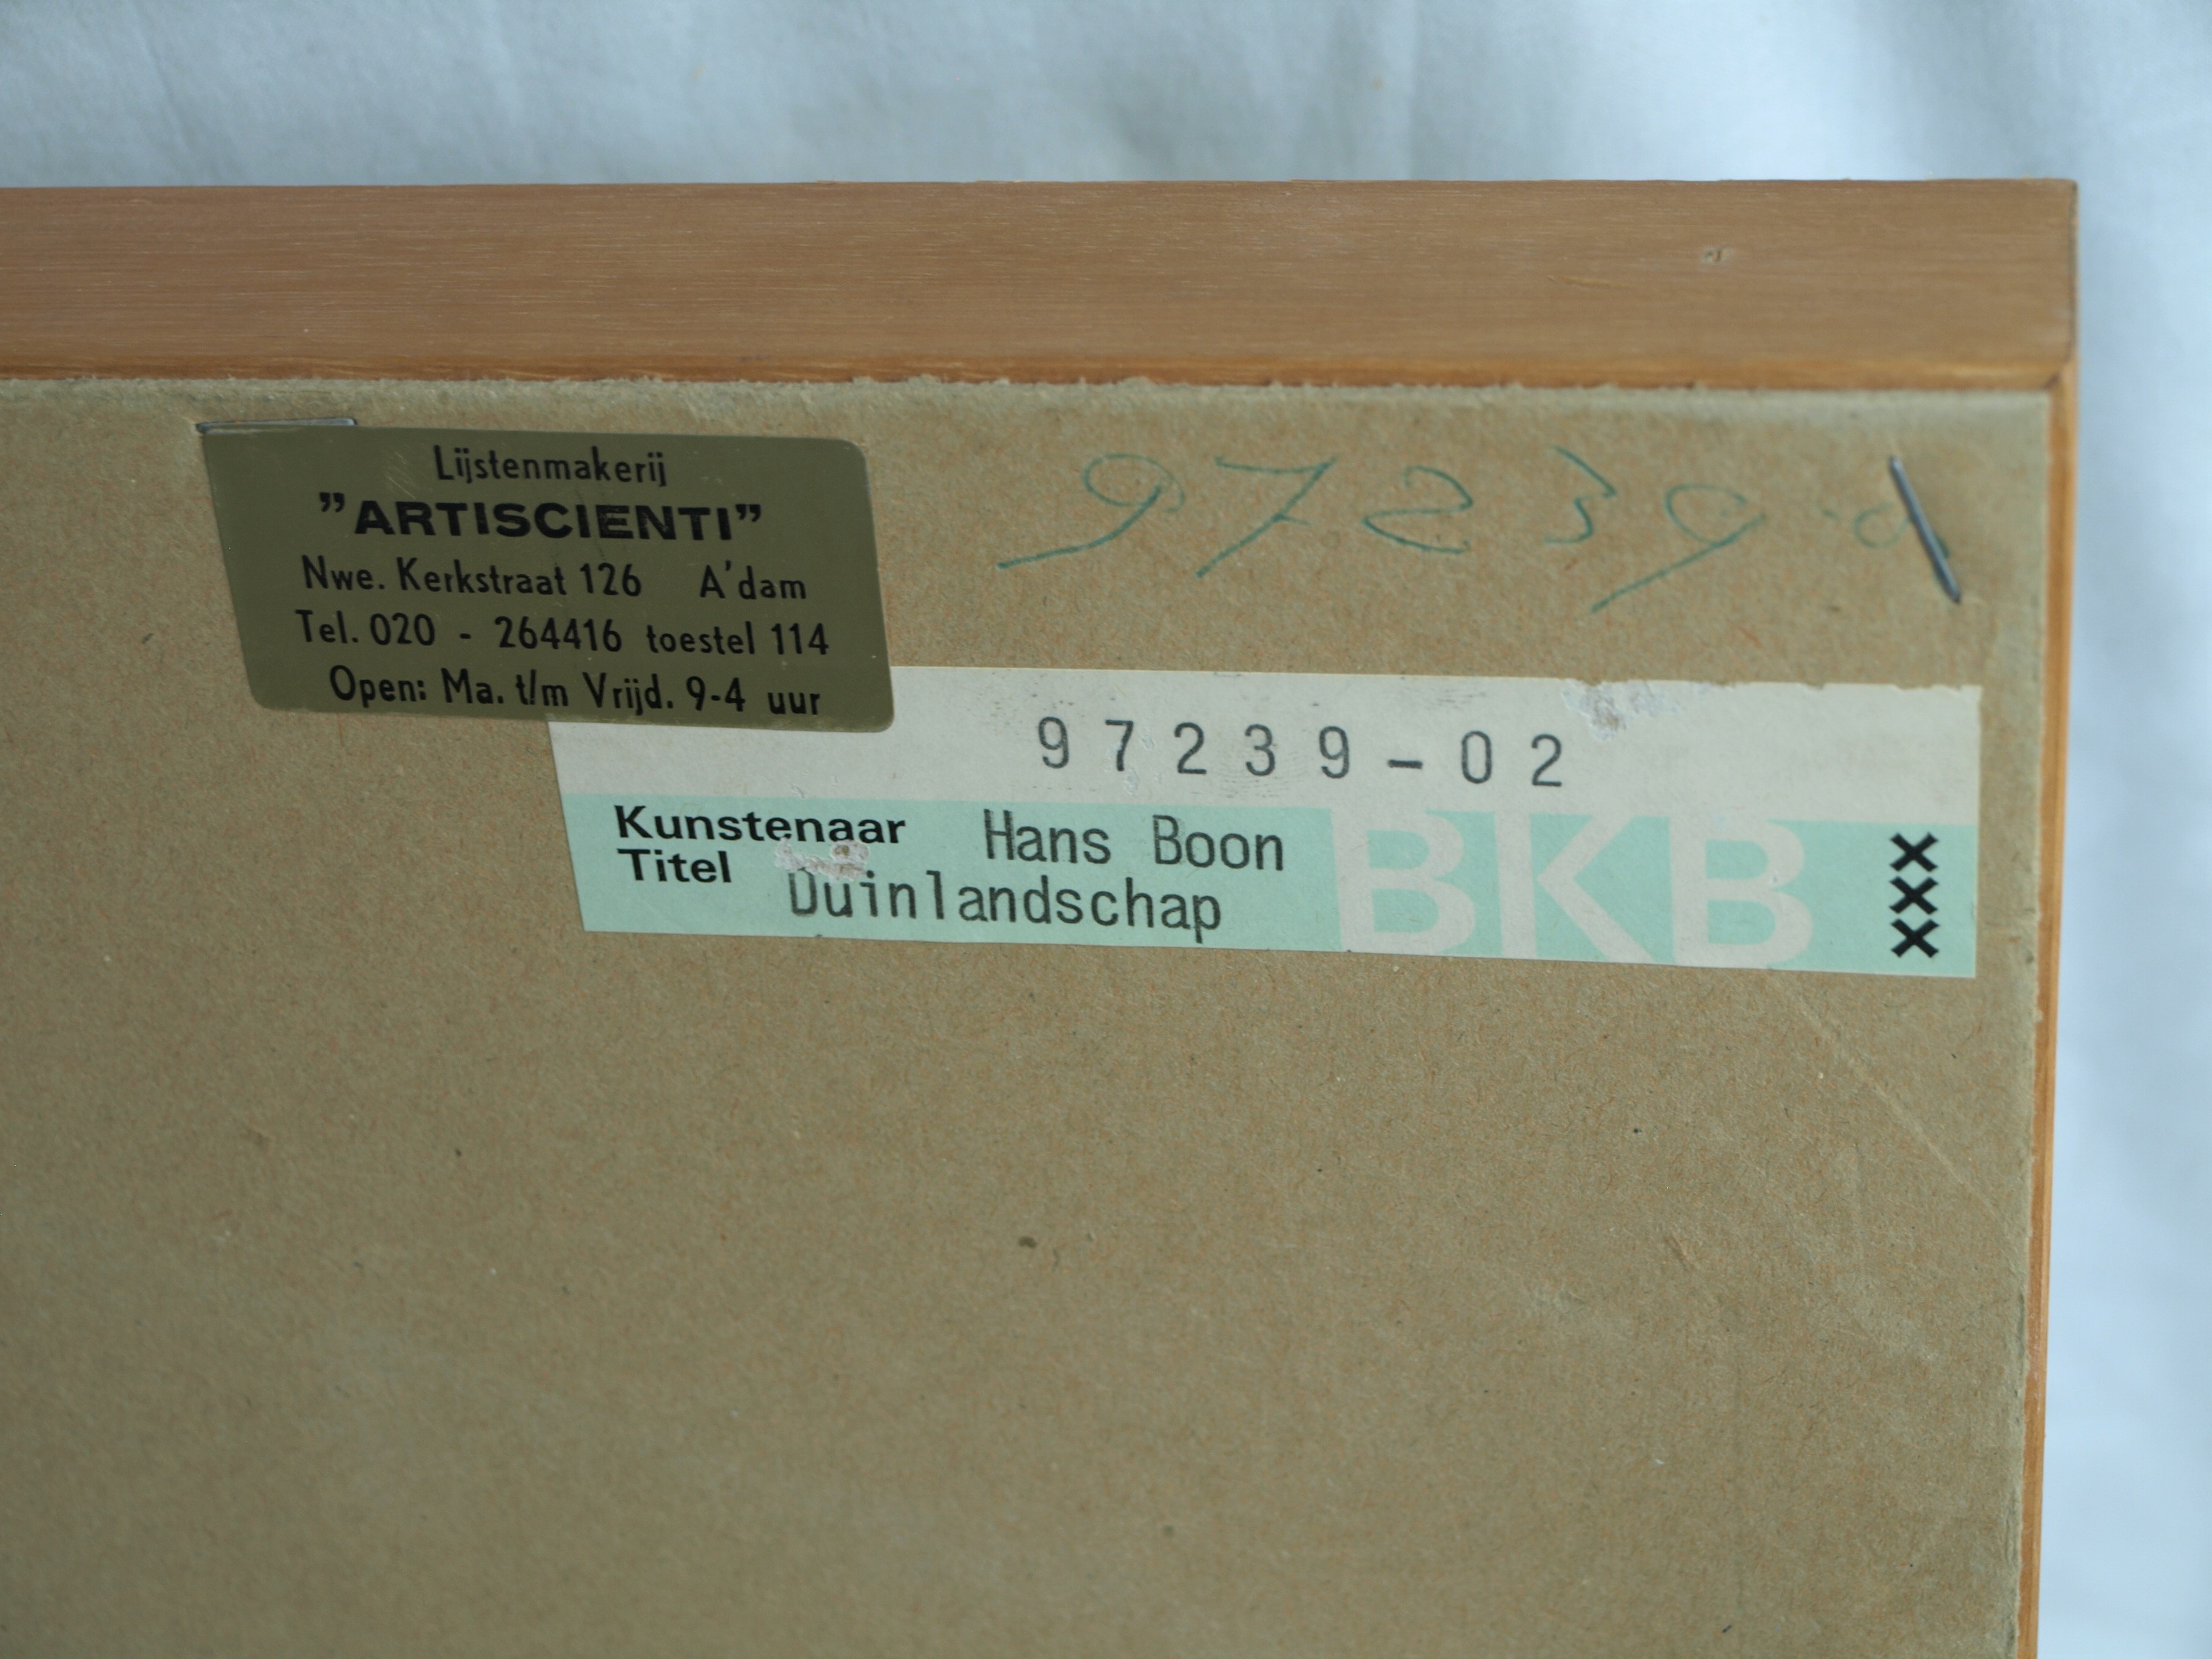 Lijstenmakerij
”ARTISCIENTI”
Nwe. Kerkstraat 126 A'dam
Tel. 020 - 264416 toestel 114
Open: Ma. t/m Vrijd. 9-4 uur
97239
97239-02
Kunstenaar Hans Boon
Titel Duinlandschap
BKB
XXX